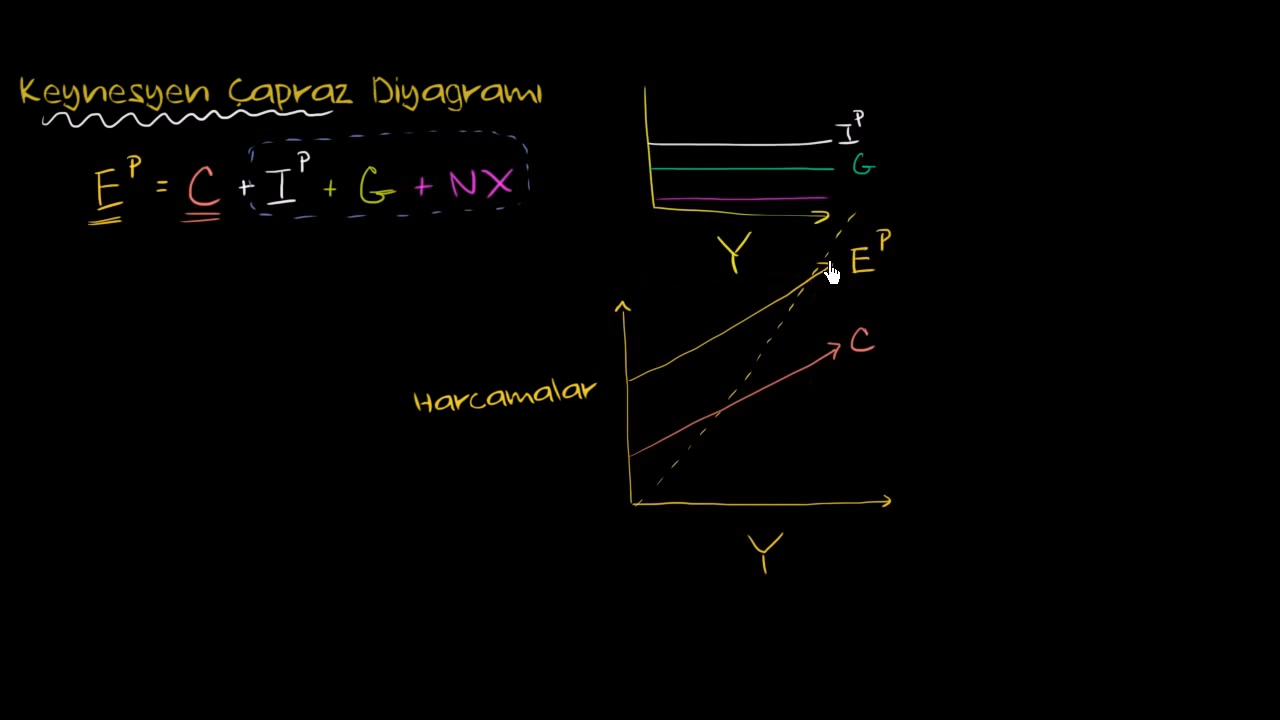 Keynesyen Çapraz Diyagramı
E^P = C + I^P + G + NX
I^P
G
Y
E^P
C
Harcamalar
Y